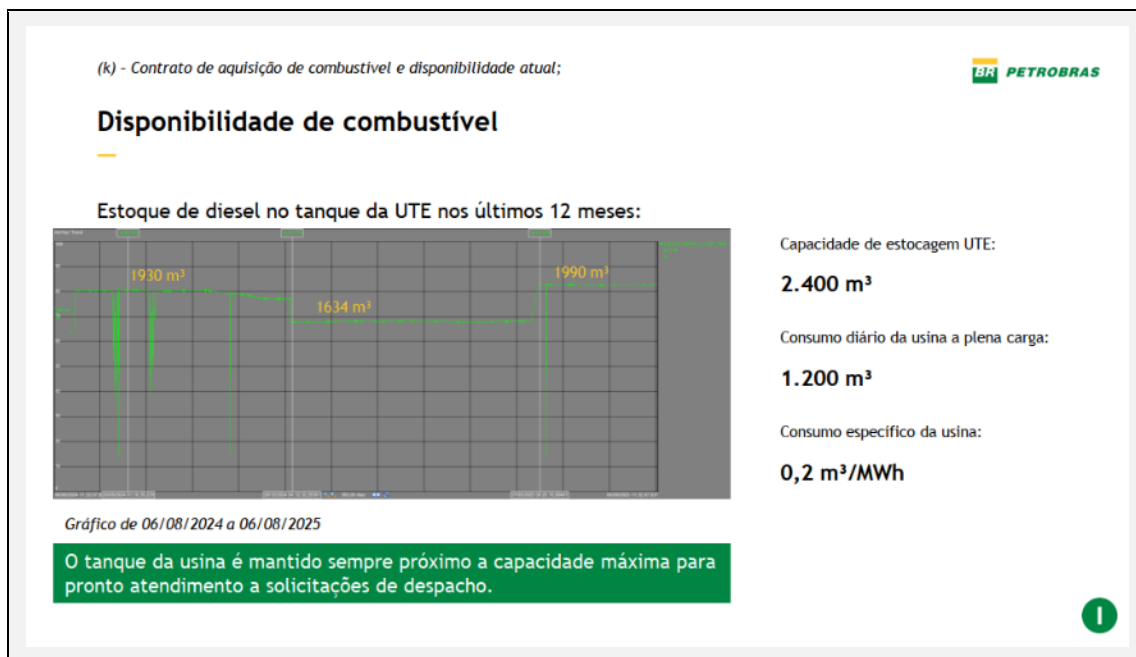 (k) - Contrato de aquisição de combustível e disponibilidade atual;
BR PETROBRAS
Disponibilidade de combustível
Estoque de diesel no tanque da UTE nos últimos 12 meses:
1930 m³
1634 m³
1990 m³
Gráfico de 06/08/2024 a 06/08/2025
O tanque da usina é mantido sempre próximo a capacidade máxima para
pronto atendimento a solicitações de despacho.
Capacidade de estocagem UTE:
2.400 m³
Consumo diário da usina a plena carga:
1.200 m³
Consumo específico da usina:
0,2 m³/MWh
I